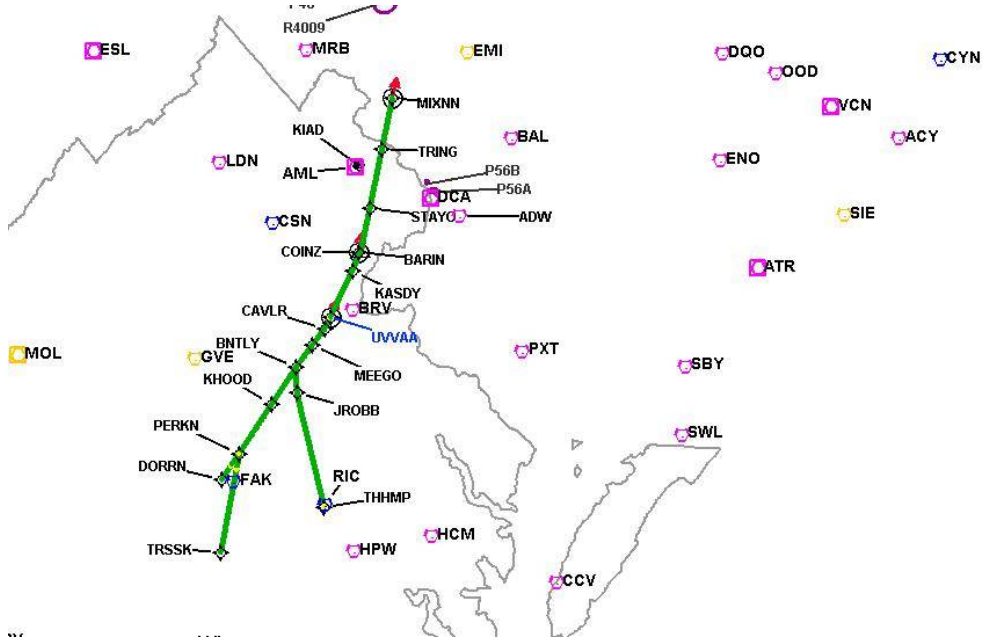 R4009
ESL
MRB
EMI
DQO
CYN
OOD
MIXNN
VCN
KIAD
BAL
ACY
TRING
LDN
AML
P56B
ENO
P56A
DCA
CSN
STAYO
ADW
SIE
COINZ
BARIN
ATR
KASDY
CAVLR
BRV
UVVAA
BNTLY
MOL
GVE
MEEGO
PXT
SBY
KHOOD
JROBB
PERKN
SWL
DORRN
FAK
RIC
THHMP
TRSSK
HPW
HCM
CCV